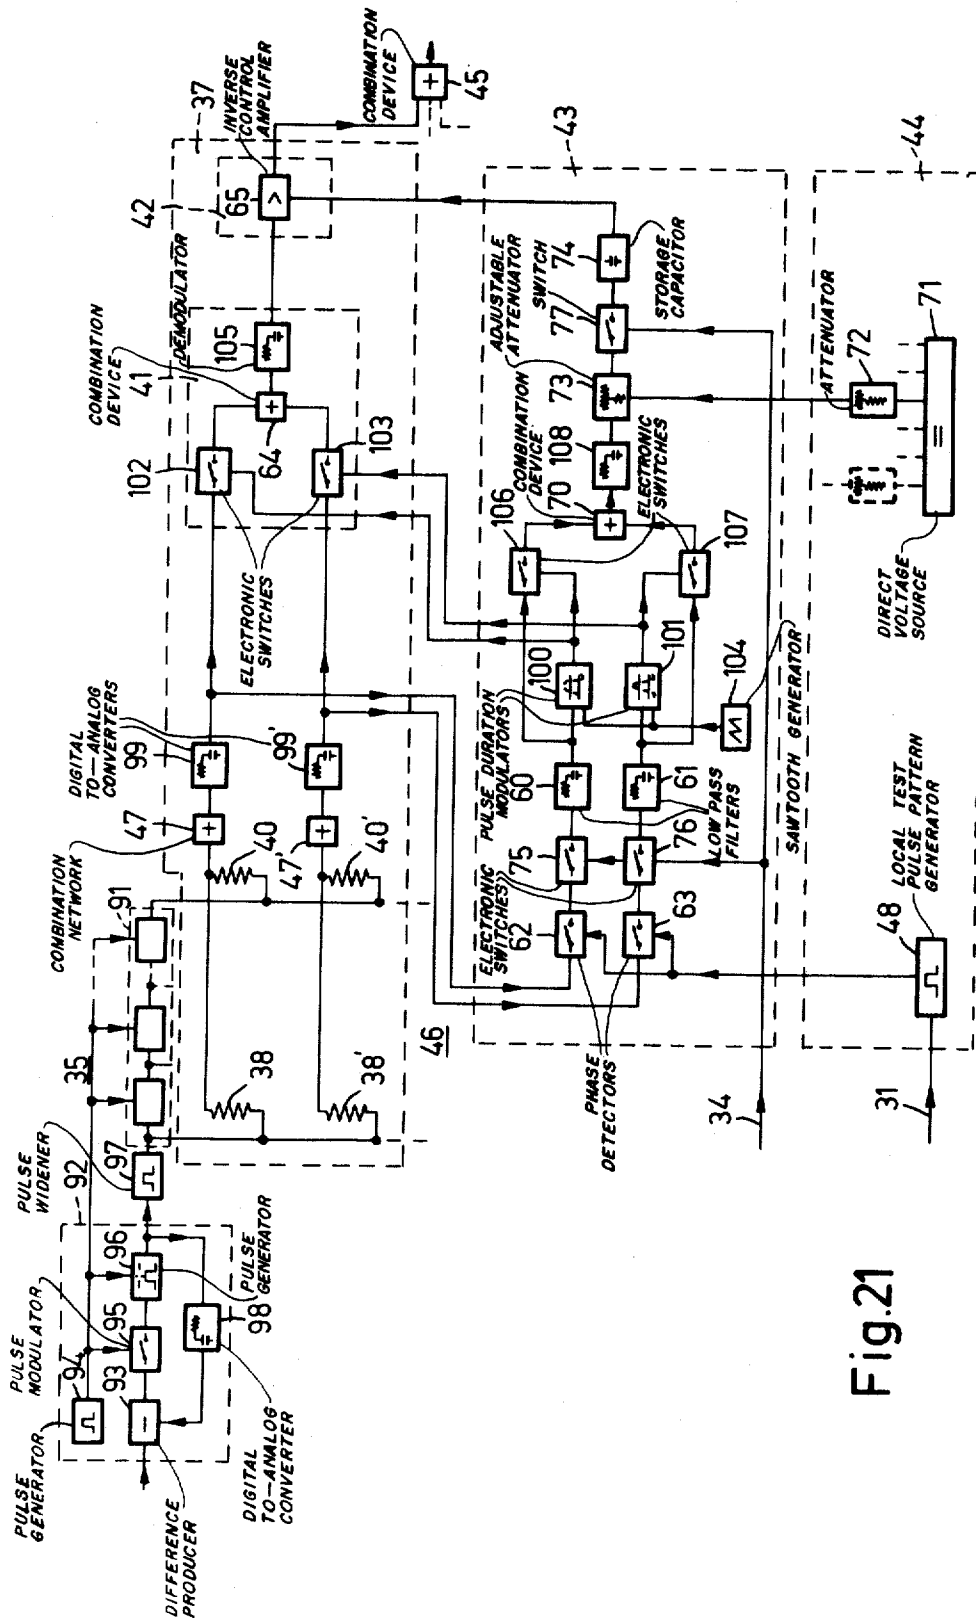 PULSE
GENERATOR
94
PULSE
MODULATOR
PULSE
WIDENER
92
97
35
93
95
96
PULSE
GENERATOR
98
DIFFERENCE
PRODUCER
DIGITAL
TO-ANALOG
CONVERTER
91
COMBINATION
NETWORK
47
DIGITAL
TO-ANALOG
CONVERTERS
99
99'
47'
38
38'
40
40'
46
ELECTRONIC
SWITCHES
102
41
COMBINATION
DEVICE
DEMODULATOR
105
64
103
42
65
37
INVERSE
CONTROL
AMPLIFIER
COMBINATION
DEVICE
45
43
PHASE
DETECTORS
62
63
ELECTRONIC
SWITCHES
75
76
PULSE DURATION
MODULATORS
60
61
LOW PASS
FILTERS
100
101
104
SAWTOOTH GENERATOR
106
107
COMBINATION
DEVICE
70
108
ELECTRONIC
SWITCHES
ADJUSTABLE
ATTENUATOR
73
SWITCH
77
74
STORAGE
CAPACITOR
34
31
48
LOCAL TEST
PULSE PATTERN
GENERATOR
44
ATTENUATOR
72
71
DIRECT
VOLTAGE
SOURCE
Fig.21